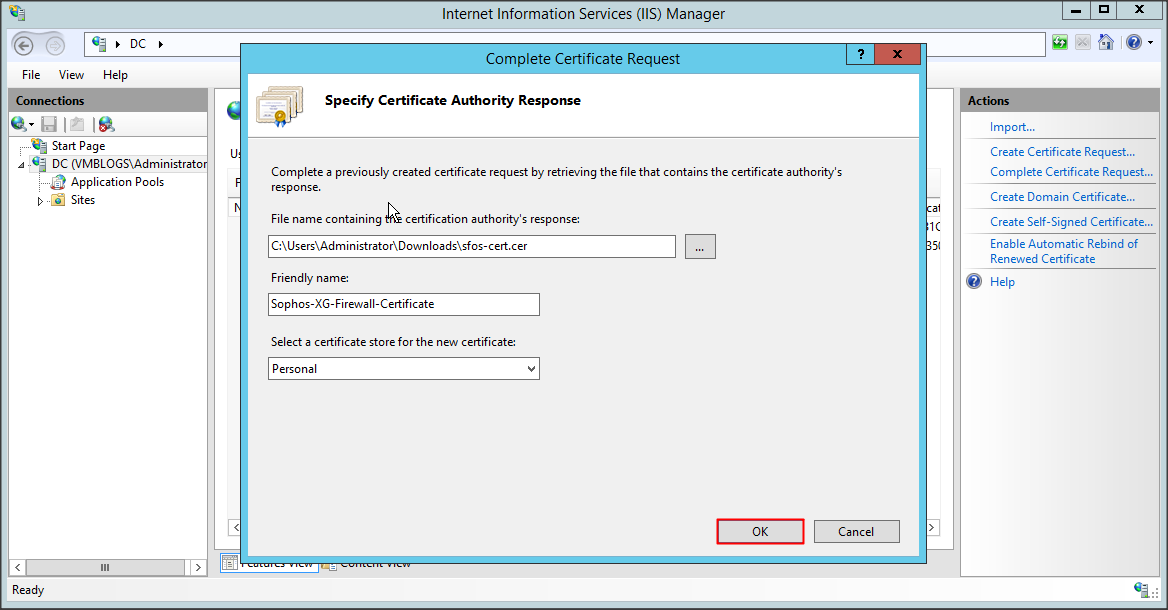 Internet Information Services (IIS) Manager
DC
File View Help
Complete Certificate Request
?
Specify Certificate Authority Response
Complete a previously created certificate request by retrieving the file that contains the certificate authority's
response.
File name containing the certification authority's response:
C:\Users\Administrator\Downloads\sfos-cert.cer
...
Friendly name:
Sophos-XG-Firewall-Certificate
Select a certificate store for the new certificate:
Personal
OK Cancel
Connections
Start Page
DC (VMBLOGS\Administrator
Application Pools
Sites
Actions
Import...
Create Certificate Request...
Complete Certificate Request...
Create Domain Certificate...
Create Self-Signed Certificate...
Enable Automatic Rebind of
Renewed Certificate
Help
Features View Content View
Ready